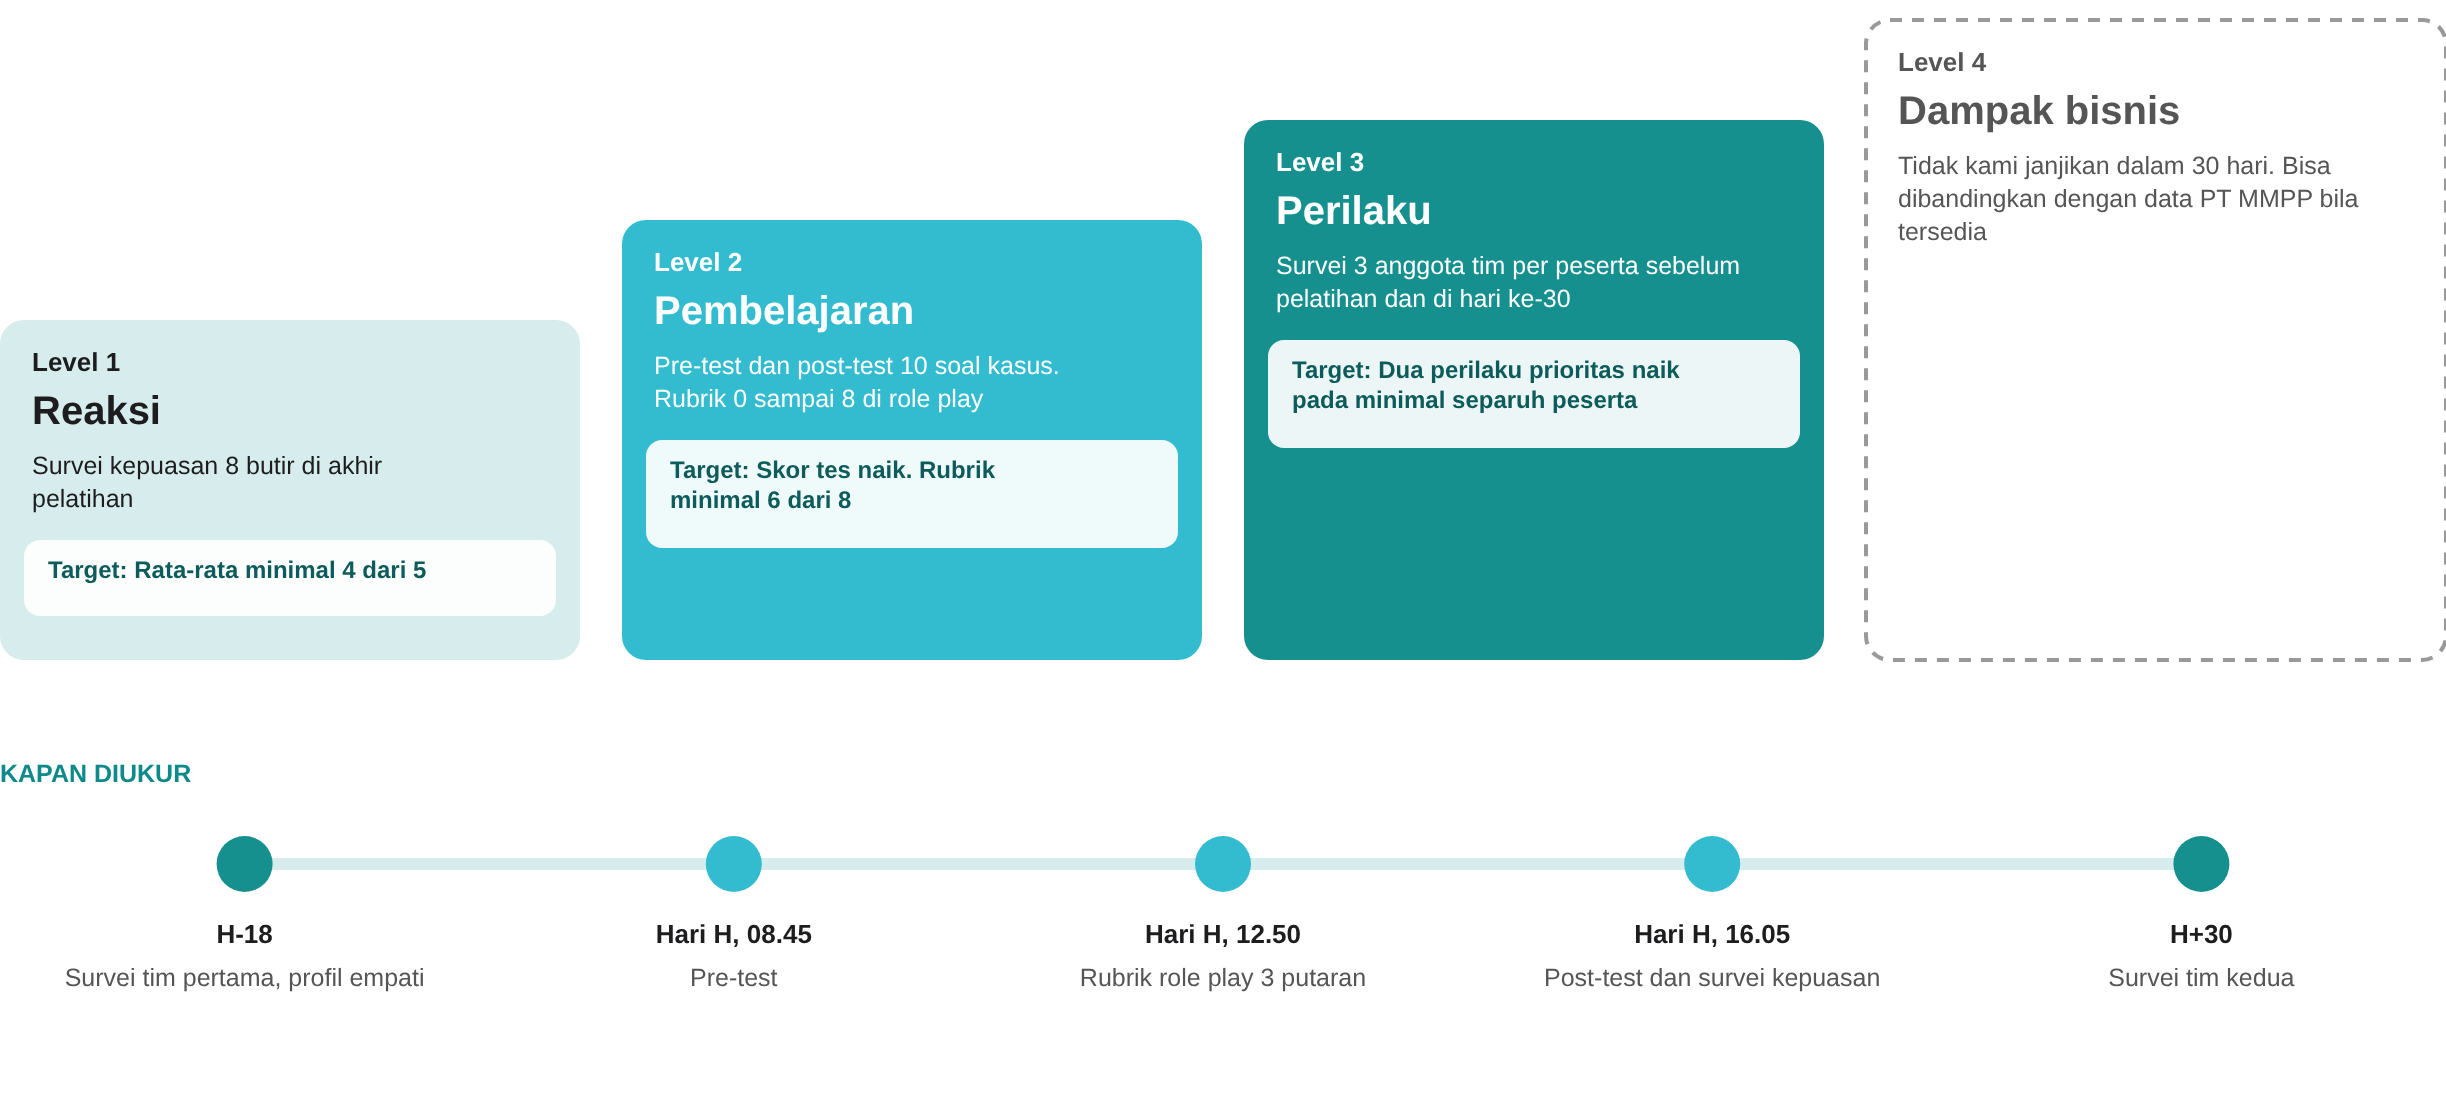 Level 1
Reaksi
Survei kepuasan 8 butir di akhir
pelatihan
Target: Rata-rata minimal 4 dari 5
Level 2
Pembelajaran
Pre-test dan post-test 10 soal kasus.
Rubrik 0 sampai 8 di role play
Target: Skor tes naik. Rubrik
minimal 6 dari 8
Level 3
Perilaku
Survei 3 anggota tim per peserta sebelum
pelatihan dan di hari ke-30
Target: Dua perilaku prioritas naik
pada minimal separuh peserta
Level 4
Dampak bisnis
Tidak kami janjikan dalam 30 hari. Bisa
dibandingkan dengan data PT MMPP bila
tersedia
KAPAN DIUKUR
H-18
Survei tim pertama, profil empati
Hari H, 08.45
Pre-test
Hari H, 12.50
Rubrik role play 3 putaran
Hari H, 16.05
Post-test dan survei kepuasan
H+30
Survei tim kedua